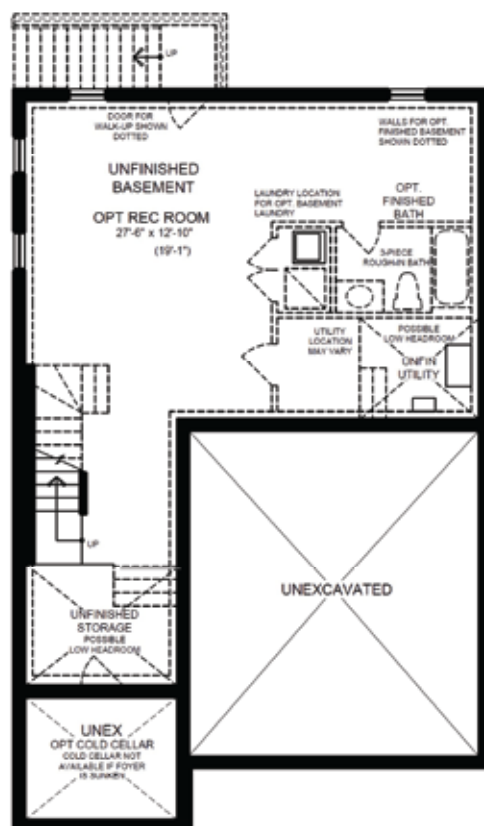 UP
DOOR FOR
WALK-UP SHOWN
DOTTED
WALLS FOR OPT.
FINISHED BASEMENT
SHOWN DOTTED
UNFINISHED
BASEMENT
OPT REC ROOM
27'-6" x 12'-10"
(19'-1")
LAUNDRY LOCATION
FOR OPT. BASEMENT
LAUNDRY
OPT.
FINISHED
BATH
3-PIECE
ROUGH-IN BATH
UTILITY
LOCATION
MAY VARY
POSSIBLE
LOW HEADROOM
UNFIN
UTILITY
UP
UNEXCAVATED
UNFINISHED
STORAGE
POSSIBLE
LOW HEADROOM
UNEX
OPT COLD CELLAR
COLD CELLAR NOT
AVAILABLE IF FOYER
IS SUNKEN